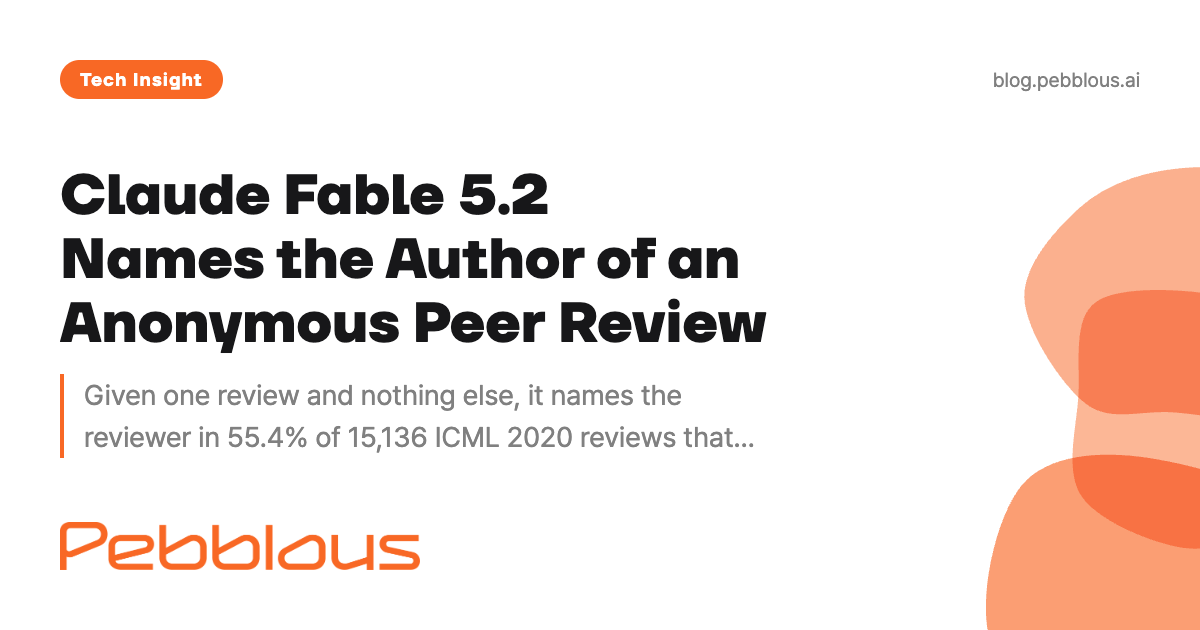 Tech Insight
blog.pebblous.ai
Claude Fable 5.2
Names the Author of an
Anonymous Peer Review
Given one review and nothing else, it names the
reviewer in 55.4% of 15,136 ICML 2020 reviews that...
Pebblous